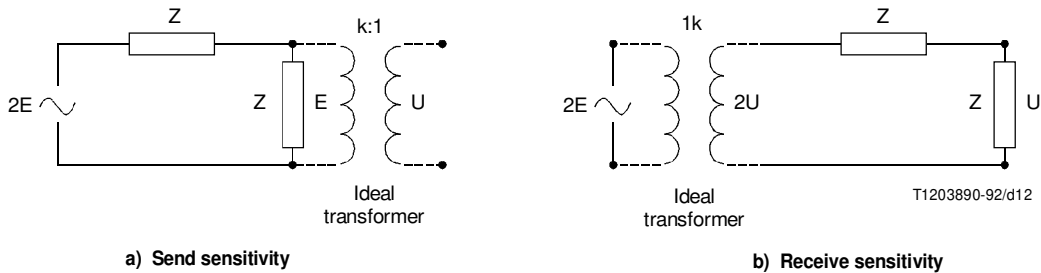 Z
k:1
2E
Z
E
U
Ideal
transformer
a) Send sensitivity
1k
Z
2E
2U
Z
U
Ideal
transformer
T1203890-92/d12
b) Receive sensitivity